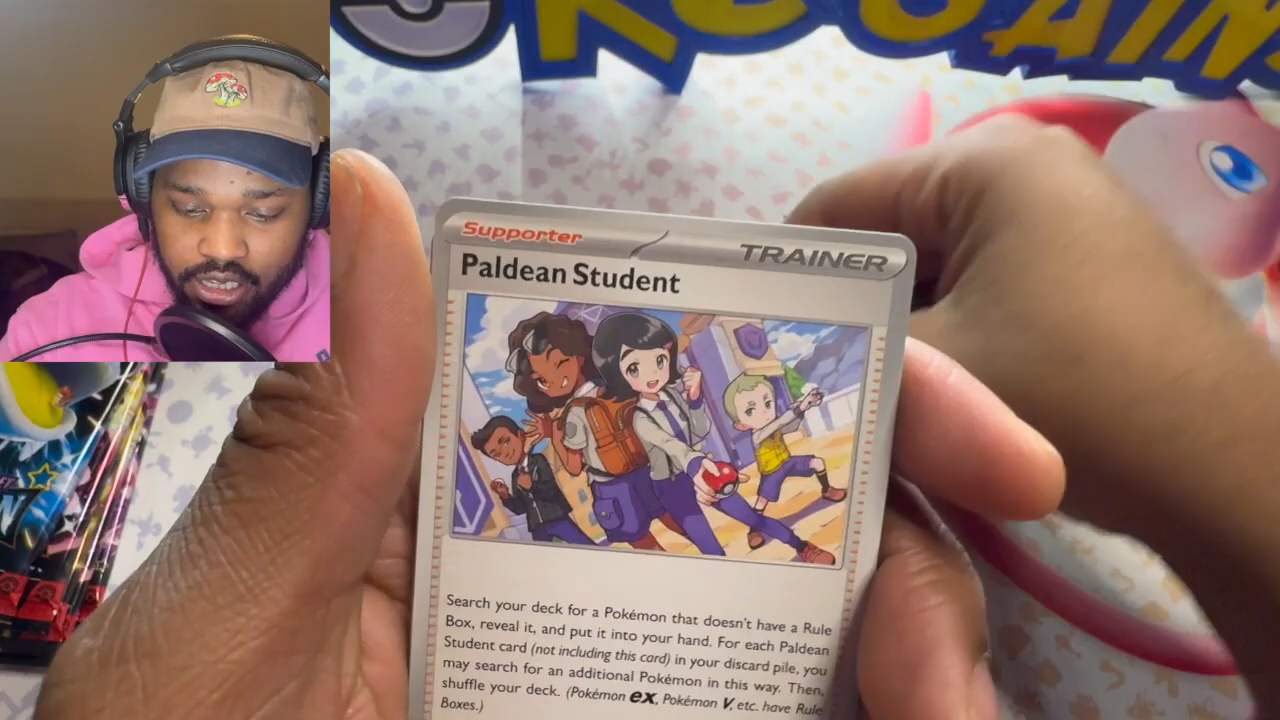 Supporter
TRAINER
Paldean Student
Search your deck for a Pokémon that doesn't have a Rule
Box, reveal it, and put it into your hand. For each Paldean
Student card (not including this card) in your discard pile, you
may search for an additional Pokémon in this way. Then,
shuffle your deck. (Pokémon ex, Pokémon V, etc. have Rule
Boxes.)